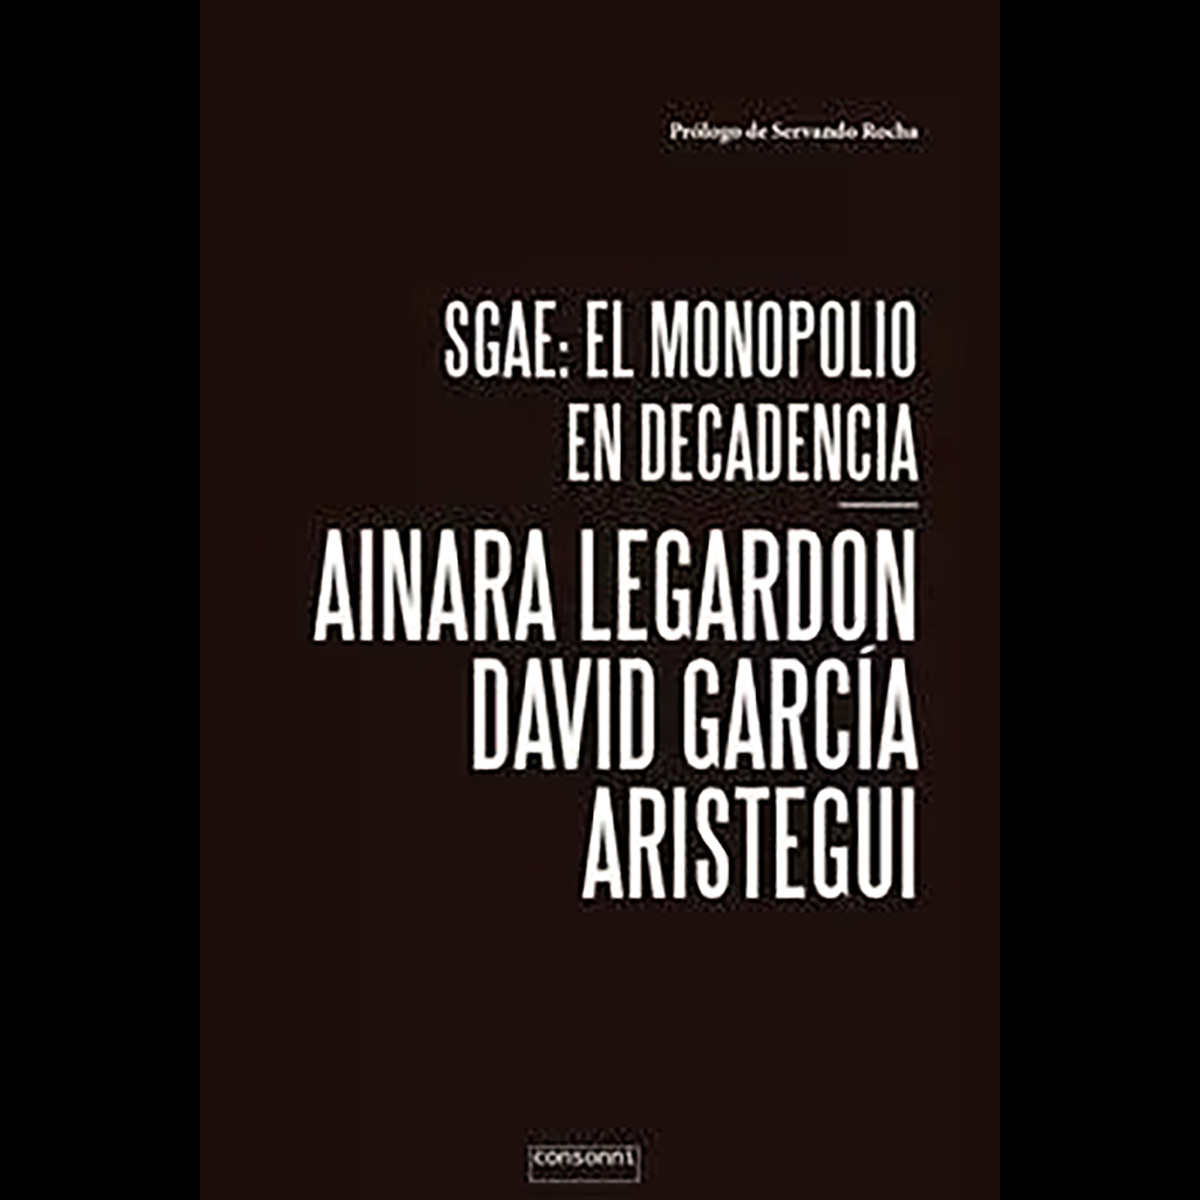 Prólogo de Servando Rocha
SGAE: EL MONOPOLIO
EN DECADENCIA
AINARA LEGARDON
DAVID GARCÍA
ARISTEGUI
consonni